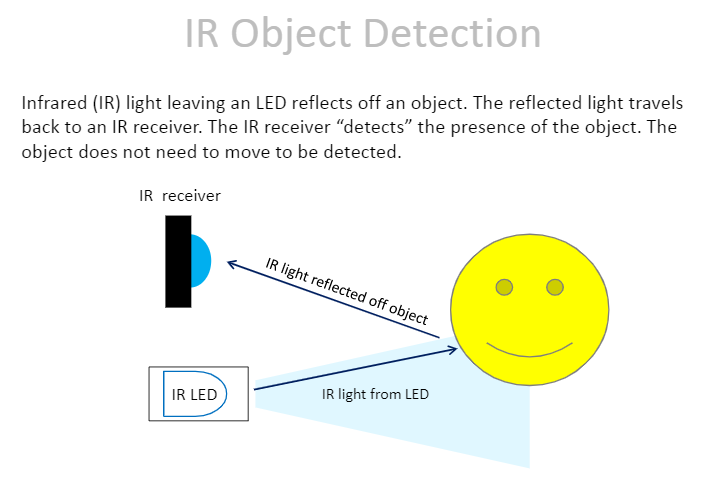 IR Object Detection
Infrared (IR) light leaving an LED reflects off an object. The reflected light travels
back to an IR receiver. The IR receiver “detects” the presence of the object. The
object does not need to move to be detected.
IR receiver
IR light reflected off object
IR LED
IR light from LED